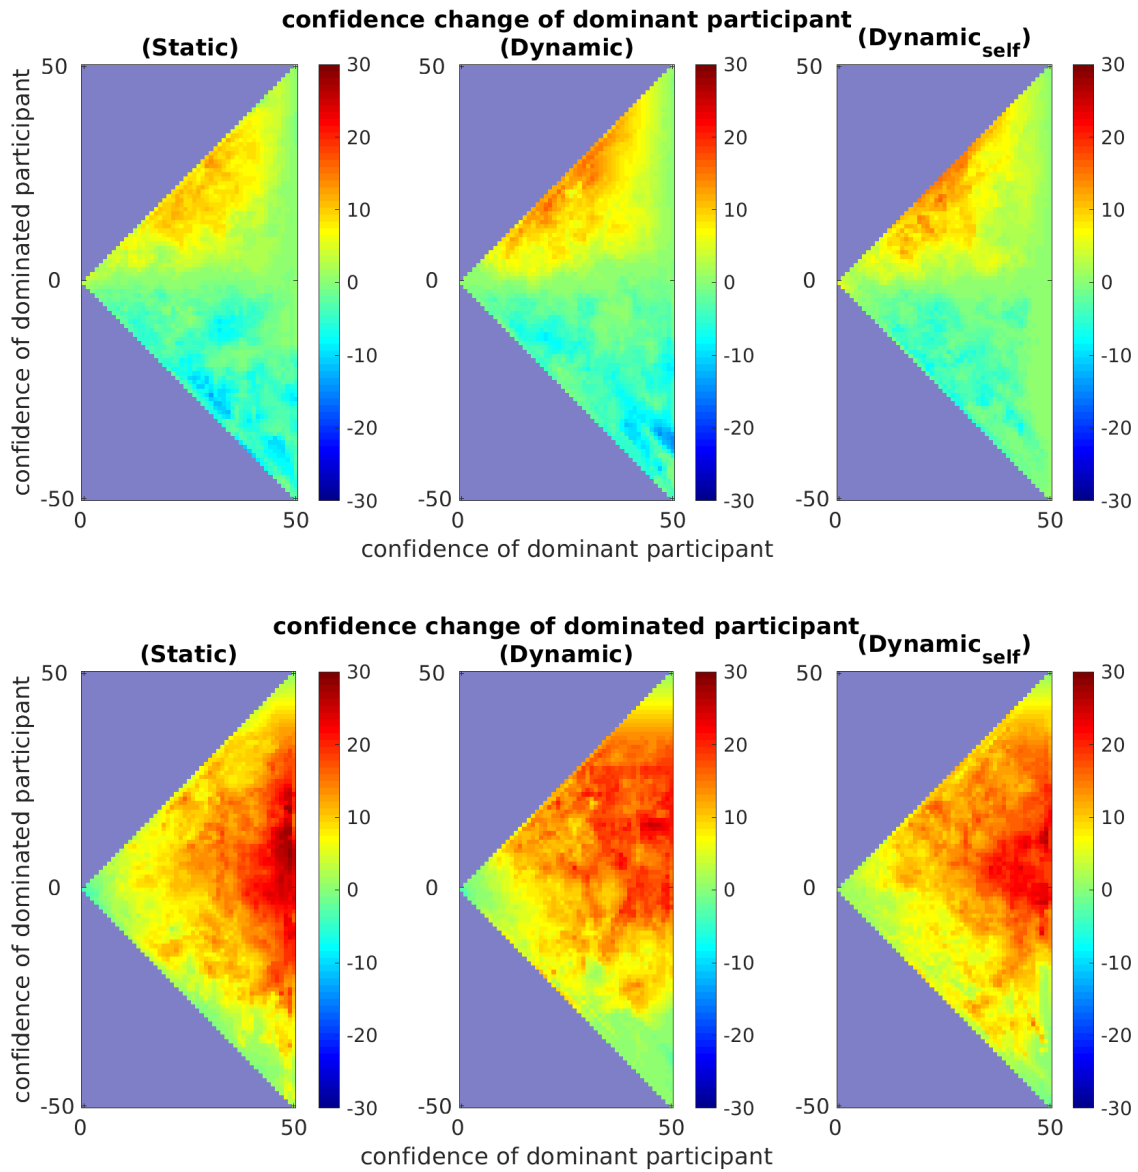 confidence change of dominant participant
(Static) (Dynamic) (Dynamic_self)
confidence of dominated participant
50 30 50 30 50 30
20 20 20
10 10 10
0 0 0 0 0 0
-10 -10 -10
-20 -20 -20
-50 -30 -50 -30 -50 -30
0 50 0 50 0 50
confidence of dominant participant
confidence change of dominated participant
(Static) (Dynamic) (Dynamic_self)
confidence of dominated participant
50 30 50 30 50 30
20 20 20
10 10 10
0 0 0 0 0 0
-10 -10 -10
-20 -20 -20
-50 -30 -50 -30 -50 -30
0 50 0 50 0 50
confidence of dominant participant